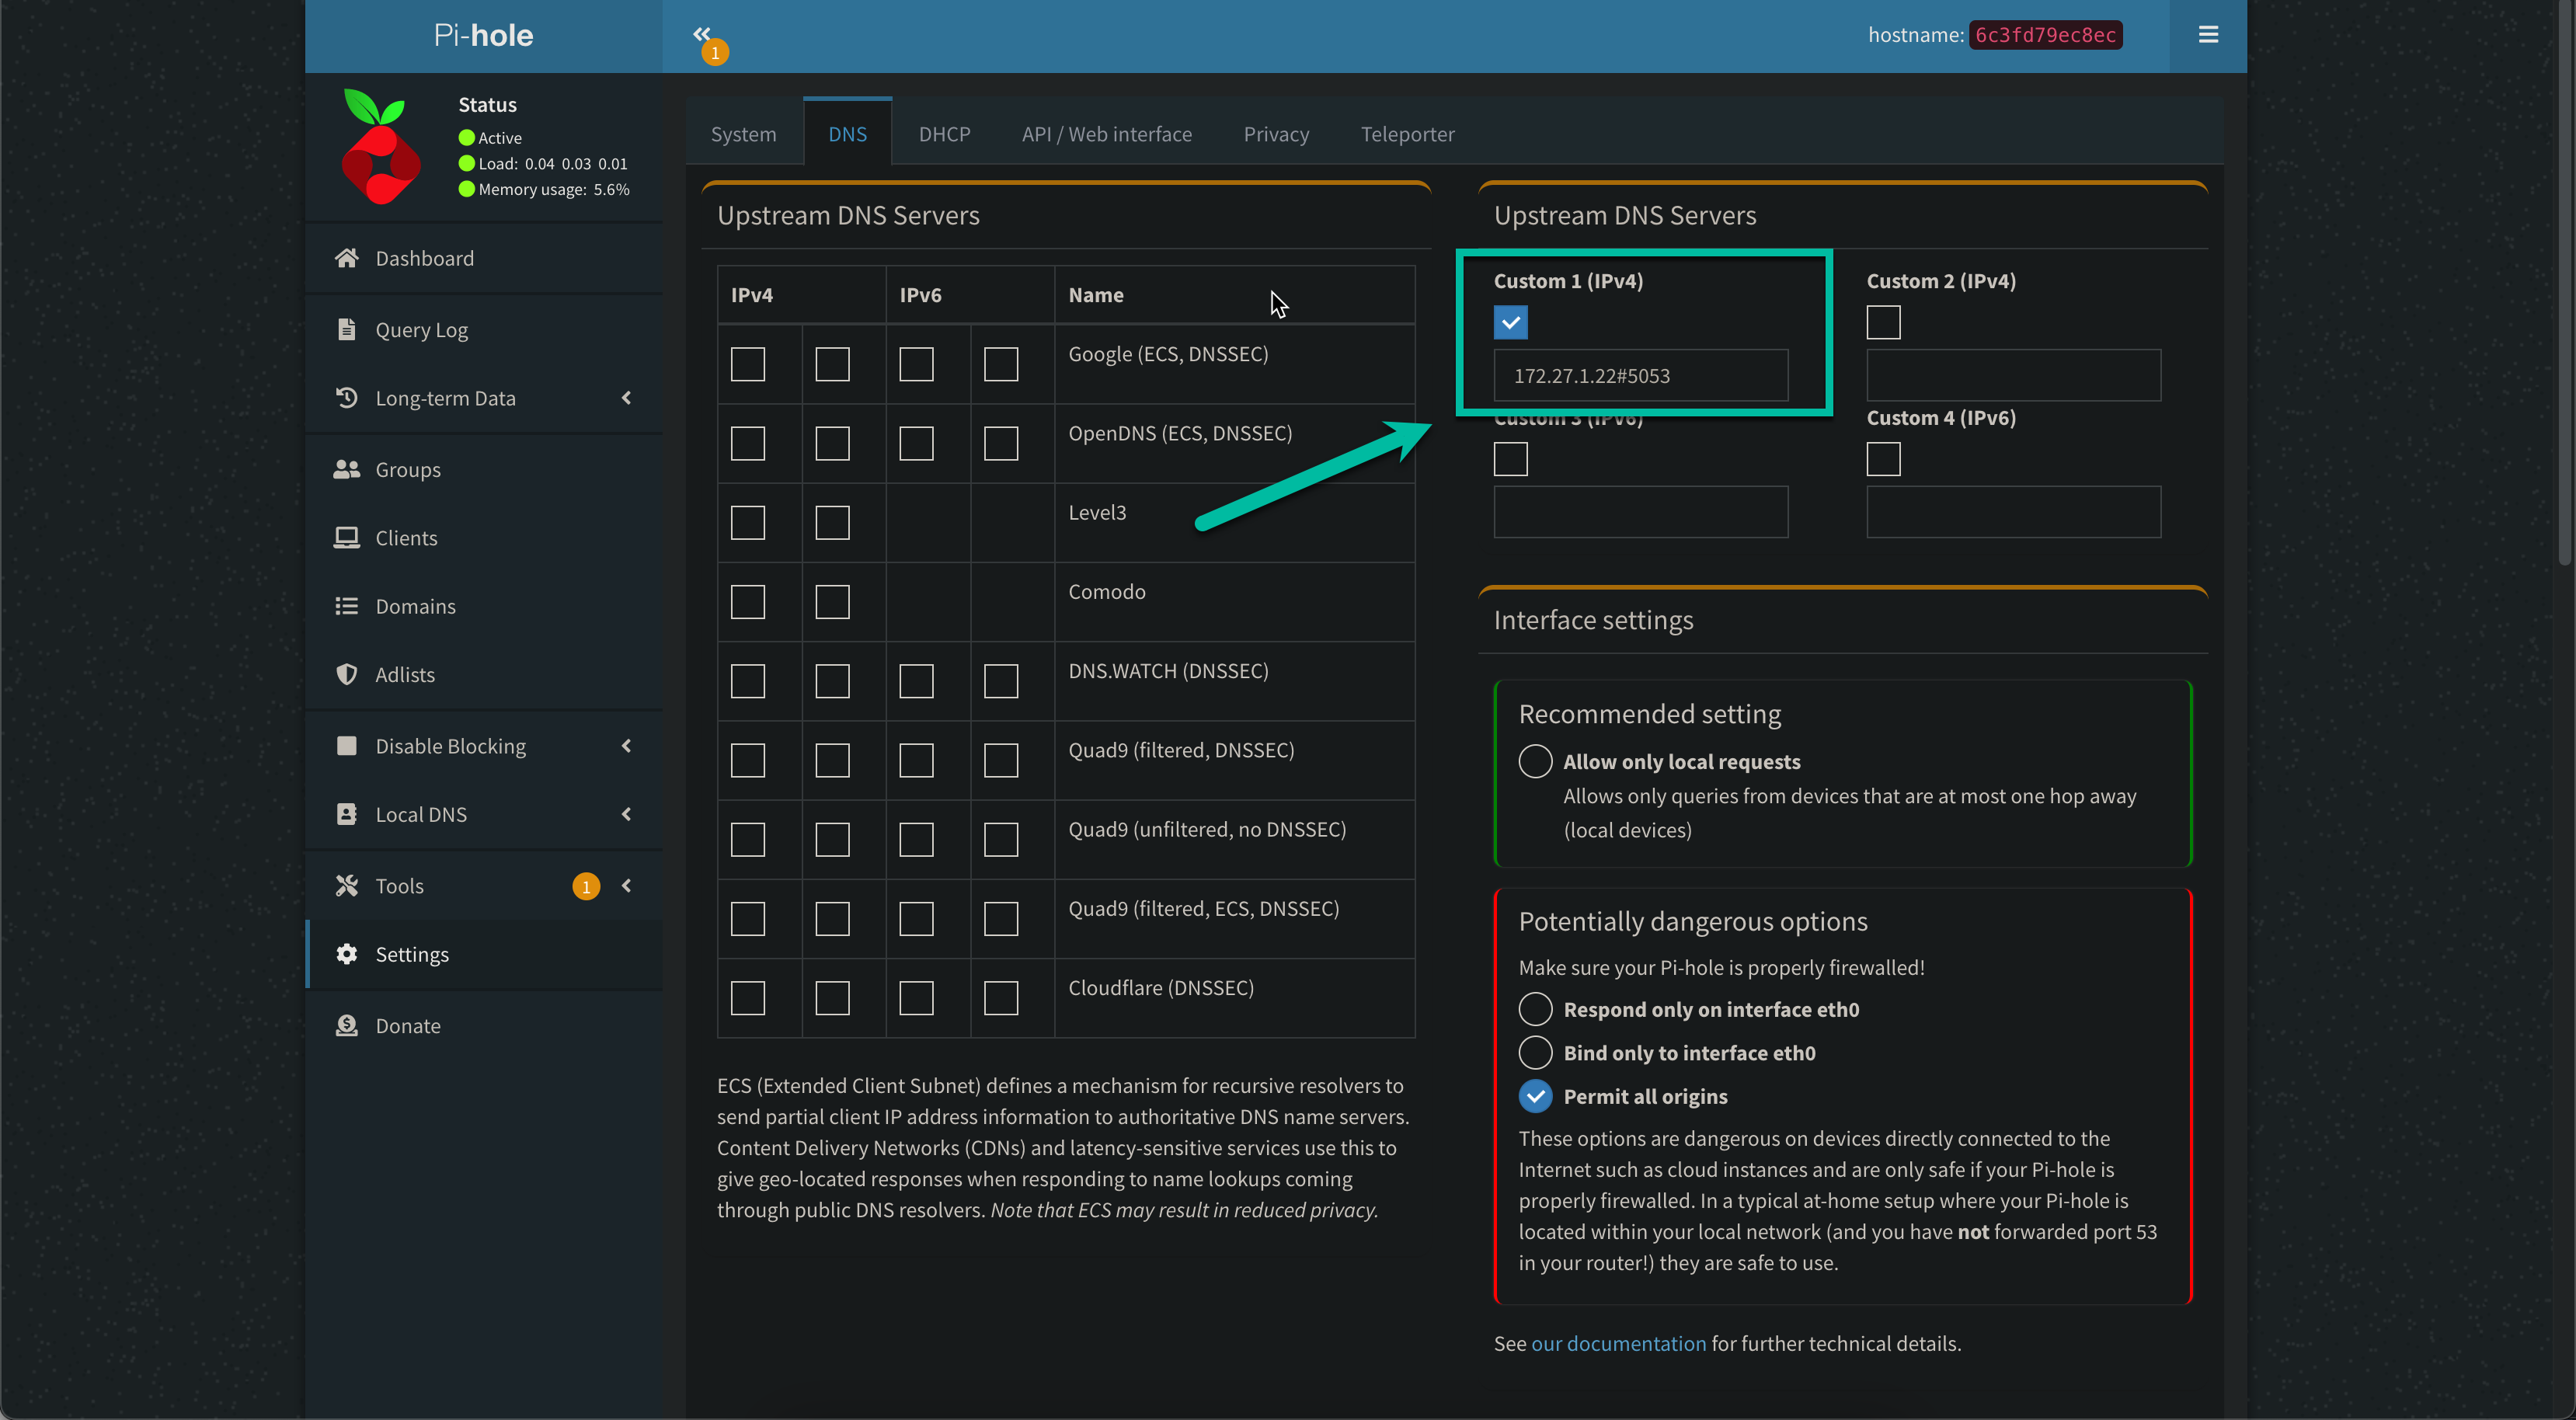 Pi-hole
1
hostname: 6c3fd79ec8ec
Status
Active
Load: 0.04 0.03 0.01
Memory usage: 5.6%
Dashboard
Query Log
Long-term Data
Groups
Clients
Domains
Adlists
Disable Blocking
Local DNS
Tools 1
Settings
Donate
System DNS DHCP API / Web interface Privacy Teleporter
Upstream DNS Servers
IPv4 IPv6 Name
Google (ECS, DNSSEC)
OpenDNS (ECS, DNSSEC)
Level3
Comodo
DNS.WATCH (DNSSEC)
Quad9 (filtered, DNSSEC)
Quad9 (unfiltered, no DNSSEC)
Quad9 (filtered, ECS, DNSSEC)
Cloudflare (DNSSEC)
ECS (Extended Client Subnet) defines a mechanism for recursive resolvers to
send partial client IP address information to authoritative DNS name servers.
Content Delivery Networks (CDNs) and latency-sensitive services use this to
give geo-located responses when responding to name lookups coming
through public DNS resolvers. Note that ECS may result in reduced privacy.
Upstream DNS Servers
Custom 1 (IPv4) Custom 2 (IPv4)
172.27.1.22#5053
Custom 3 (IPv6) Custom 4 (IPv6)
Interface settings
Recommended setting
Allow only local requests
Allows only queries from devices that are at most one hop away
(local devices)
Potentially dangerous options
Make sure your Pi-hole is properly firewalled!
Respond only on interface eth0
Bind only to interface eth0
Permit all origins
These options are dangerous on devices directly connected to the
Internet such as cloud instances and are only safe if your Pi-hole is
properly firewalled. In a typical at-home setup where your Pi-hole is
located within your local network (and you have not forwarded port 53
in your router!) they are safe to use.
See our documentation for further technical details.